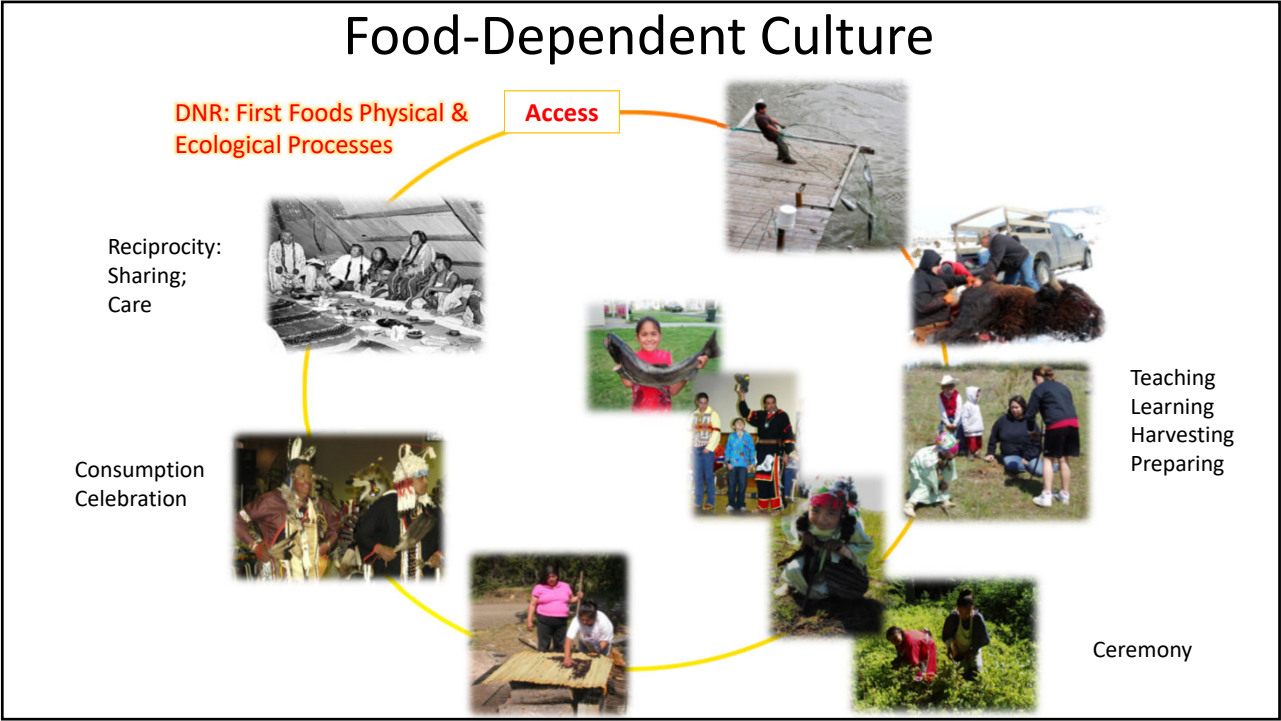 Food-Dependent Culture
DNR: First Foods Physical &
Ecological Processes
Access
Reciprocity:
Sharing;
Care
Teaching
Learning
Harvesting
Preparing
Consumption
Celebration
Ceremony